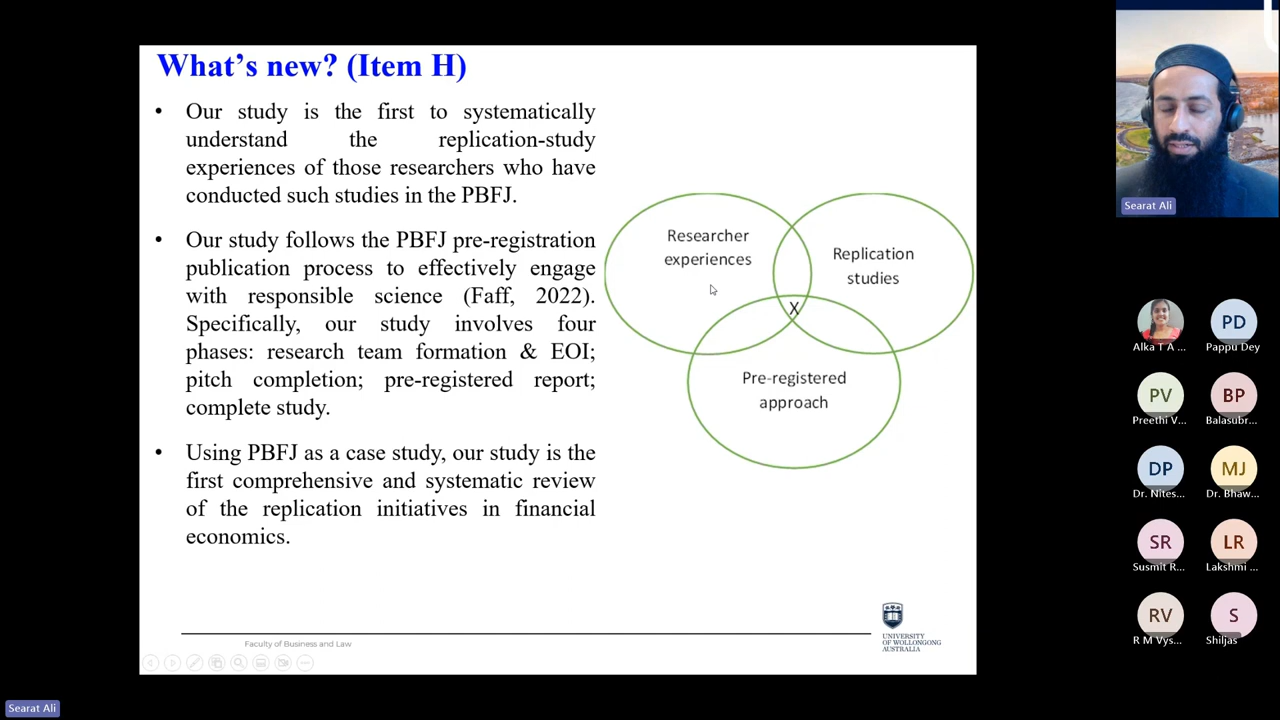 What's new? (Item H)
• Our study is the first to systematically
understand the replication-study
experiences of those researchers who have
conducted such studies in the PBFJ.
• Our study follows the PBFJ pre-registration
publication process to effectively engage
with responsible science (Faff, 2022).
Specifically, our study involves four
phases: research team formation & EOI;
pitch completion; pre-registered report;
complete study.
• Using PBFJ as a case study, our study is the
first comprehensive and systematic review
of the replication initiatives in financial
economics.
Researcher
experiences
Replication
studies
X
Pre-registered
approach
Faculty of Business and Law
UNIVERSITY
OF WOLLONGONG
AUSTRALIA
Searat Ali
Alka T A ...
PD
Pappu Dey
PV
Preethi V...
BP
Balasubr...
DP
Dr. Nites...
MJ
Dr. Bhaw...
SR
Susmit R...
LR
Lakshmi ...
RV
R M Vys...
S
Shiljas
Searat Ali